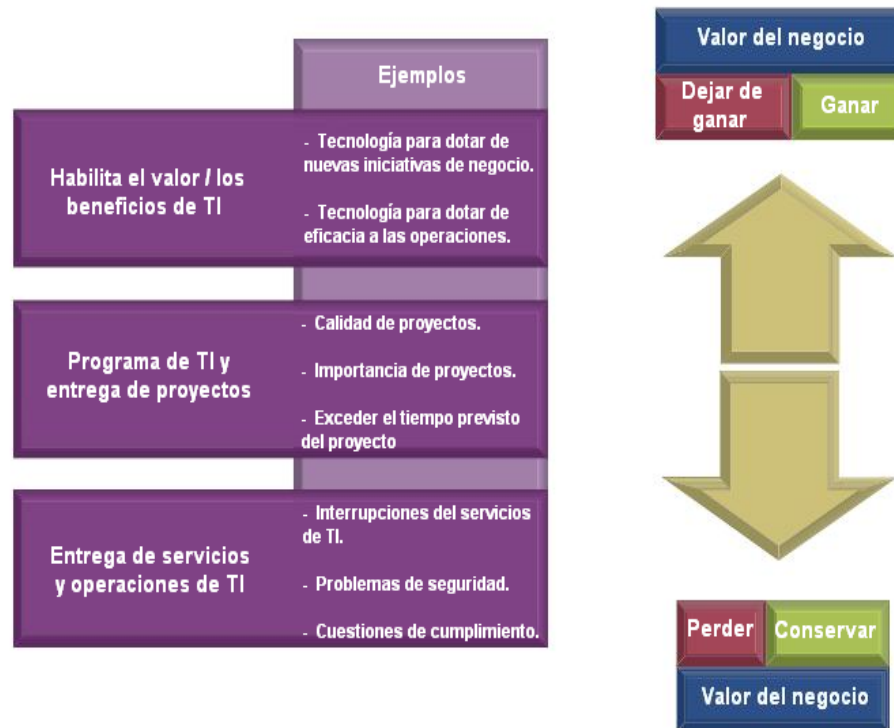 Ejemplos
Habilita el valor / los
beneficios de TI
- Tecnología para dotar de
nuevas iniciativas de negocio.
- Tecnología para dotar de
eficacia a las operaciones.
Programa de TI y
entrega de proyectos
- Calidad de proyectos.
- Importancia de proyectos.
- Exceder el tiempo previsto
del proyecto
Entrega de servicios
y operaciones de TI
- Interrupciones del servicios
de TI.
- Problemas de seguridad.
- Cuestiones de cumplimiento.
Valor del negocio
Dejar de
ganar
Ganar
Perder
Conservar
Valor del negocio